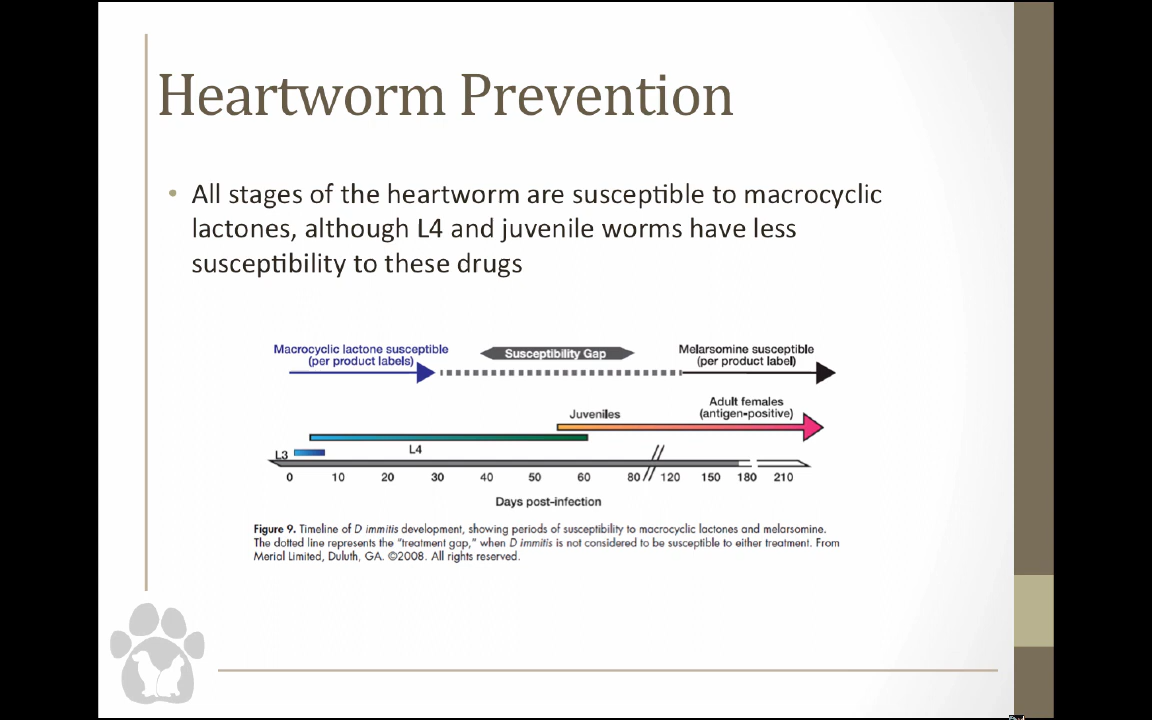 Heartworm Prevention
• All stages of the heartworm are susceptible to macrocyclic
lactones, although L4 and juvenile worms have less
susceptibility to these drugs
Macrocyclic lactone susceptible
(per product labels)
Susceptibility Gap
Melarsomine susceptible
(per product label)
Juveniles
Adult females
(antigen-positive)
L3
L4
0 10 20 30 40 50 60 80 120 150 180 210
Days post-infection
Figure 9. Timeline of D immitis development, showing periods of susceptibility to macrocyclic lactones and melarsomine.
The dotted line represents the "treatment gap," when D immitis is not considered to be susceptible to either treatment. From
Merial Limited, Duluth, GA. ©2008. All rights reserved.